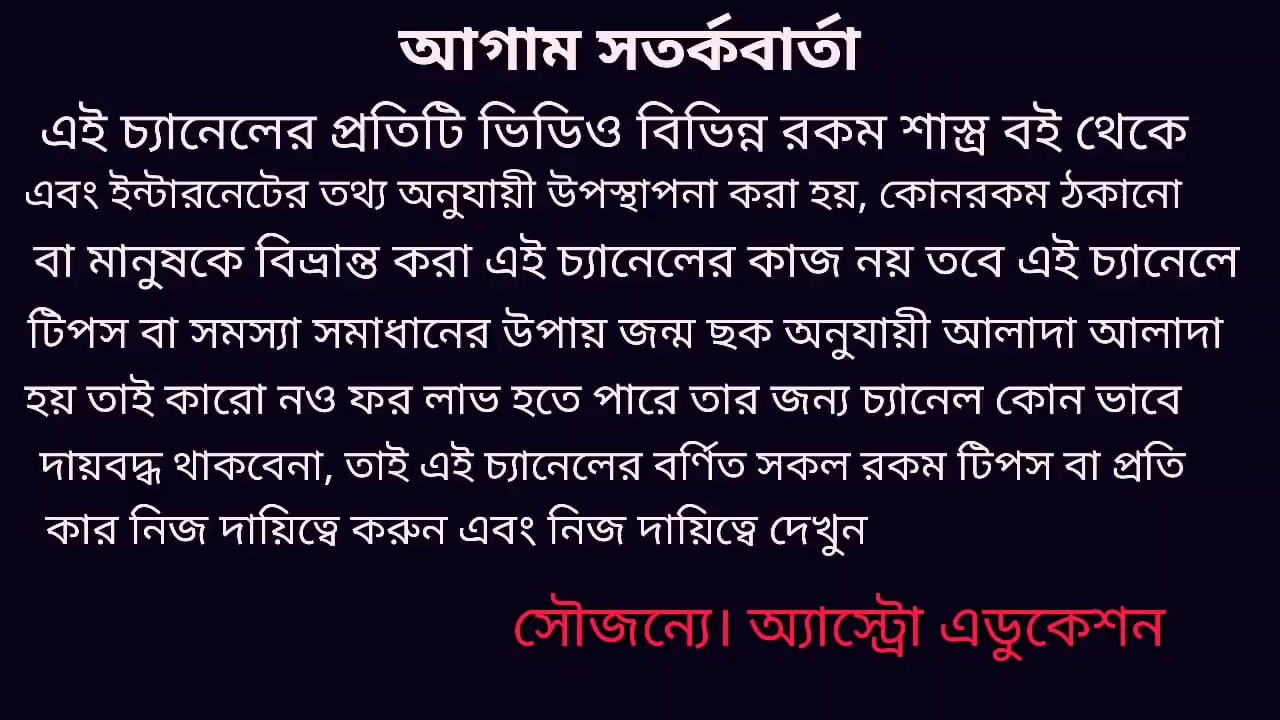 আগাম সতর্কবার্তা
এই চ্যানেলের প্রতিটি ভিডিও বিভিন্ন রকম শাস্ত্র বই থেকে
এবং ইন্টারনেটের তথ্য অনুযায়ী উপস্থাপনা করা হয়, কোনরকম ঠকানো
বা মানুষকে বিভ্রান্ত করা এই চ্যানেলের কাজ নয় তবে এই চ্যানেলে
টিপস বা সমস্যা সমাধানের উপায় জন্ম ছক অনুযায়ী আলাদা আলাদা
হয় তাই কারো নও ফর লাভ হতে পারে তার জন্য চ্যানেল কোন ভাবে
দায়বদ্ধ থাকবেনা, তাই এই চ্যানেলের বর্ণিত সকল রকম টিপস বা প্রতি
কার নিজ দায়িত্বে করুন এবং নিজ দায়িত্বে দেখুন
সৌজন্যে। অ্যাস্ট্রো এডুকেশন